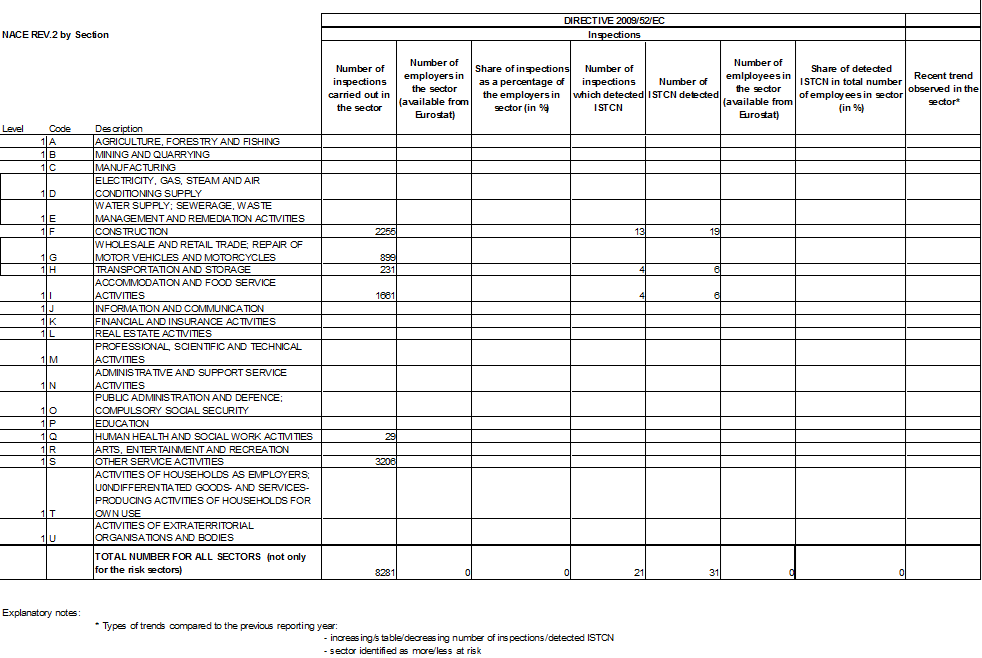 DIRECTIVE 2009/52/EC
NACE REV.2 by Section
Inspections
Number of inspections carried out in the sector
Number of employers in the sector (available from Eurostat)
Share of inspections as a percentage of the employers in sector (in %)
Number of inspections which detected ISTCN
Number of ISTCN detected
Number of emlployees in the sector (available from Eurostat)
Share of detected ISTCN in total number of employees in sector (in %)
Recent trend observed in the sector*
Level Code Description
1 A AGRICULTURE, FORESTRY AND FISHING
1 B MINING AND QUARRYING
1 C MANUFACTURING
ELECTRICITY, GAS, STEAM AND AIR
1 D CONDITIONING SUPPLY
WATER SUPPLY; SEWERAGE, WASTE
1 E MANAGEMENT AND REMEDIATION ACTIVITIES
1 F CONSTRUCTION 2255 13 19
WHOLESALE AND RETAIL TRADE; REPAIR OF
1 G MOTOR VEHICLES AND MOTORCYCLES 899
1 H TRANSPORTATION AND STORAGE 231 4 6
ACCOMMODATION AND FOOD SERVICE
1 I ACTIVITIES 1661 4 6
1 J INFORMATION AND COMMUNICATION
1 K FINANCIAL AND INSURANCE ACTIVITIES
1 L REAL ESTATE ACTIVITIES
PROFESSIONAL, SCIENTIFIC AND TECHNICAL
1 M ACTIVITIES
ADMINISTRATIVE AND SUPPORT SERVICE
1 N ACTIVITIES
PUBLIC ADMINISTRATION AND DEFENCE;
1 O COMPULSORY SOCIAL SECURITY
1 P EDUCATION
1 Q HUMAN HEALTH AND SOCIAL WORK ACTIVITIES 29
1 R ARTS, ENTERTAINMENT AND RECREATION
1 S OTHER SERVICE ACTIVITIES 3206
ACTIVITIES OF HOUSEHOLDS AS EMPLOYERS;
U0NDIFFERENTIATED GOODS- AND SERVICES-
PRODUCING ACTIVITIES OF HOUSEHOLDS FOR
1 T OWN USE
ACTIVITIES OF EXTRATERRITORIAL
1 U ORGANISATIONS AND BODIES
TOTAL NUMBER FOR ALL SECTORS (not only
for the risk sectors) 8281 0 0 21 31 0 0
Explanatory notes:
* Types of trends compared to the previous reporting year:
- increasing/stable/decreasing number of inspections/detected ISTCN
- sector identified as more/less at risk